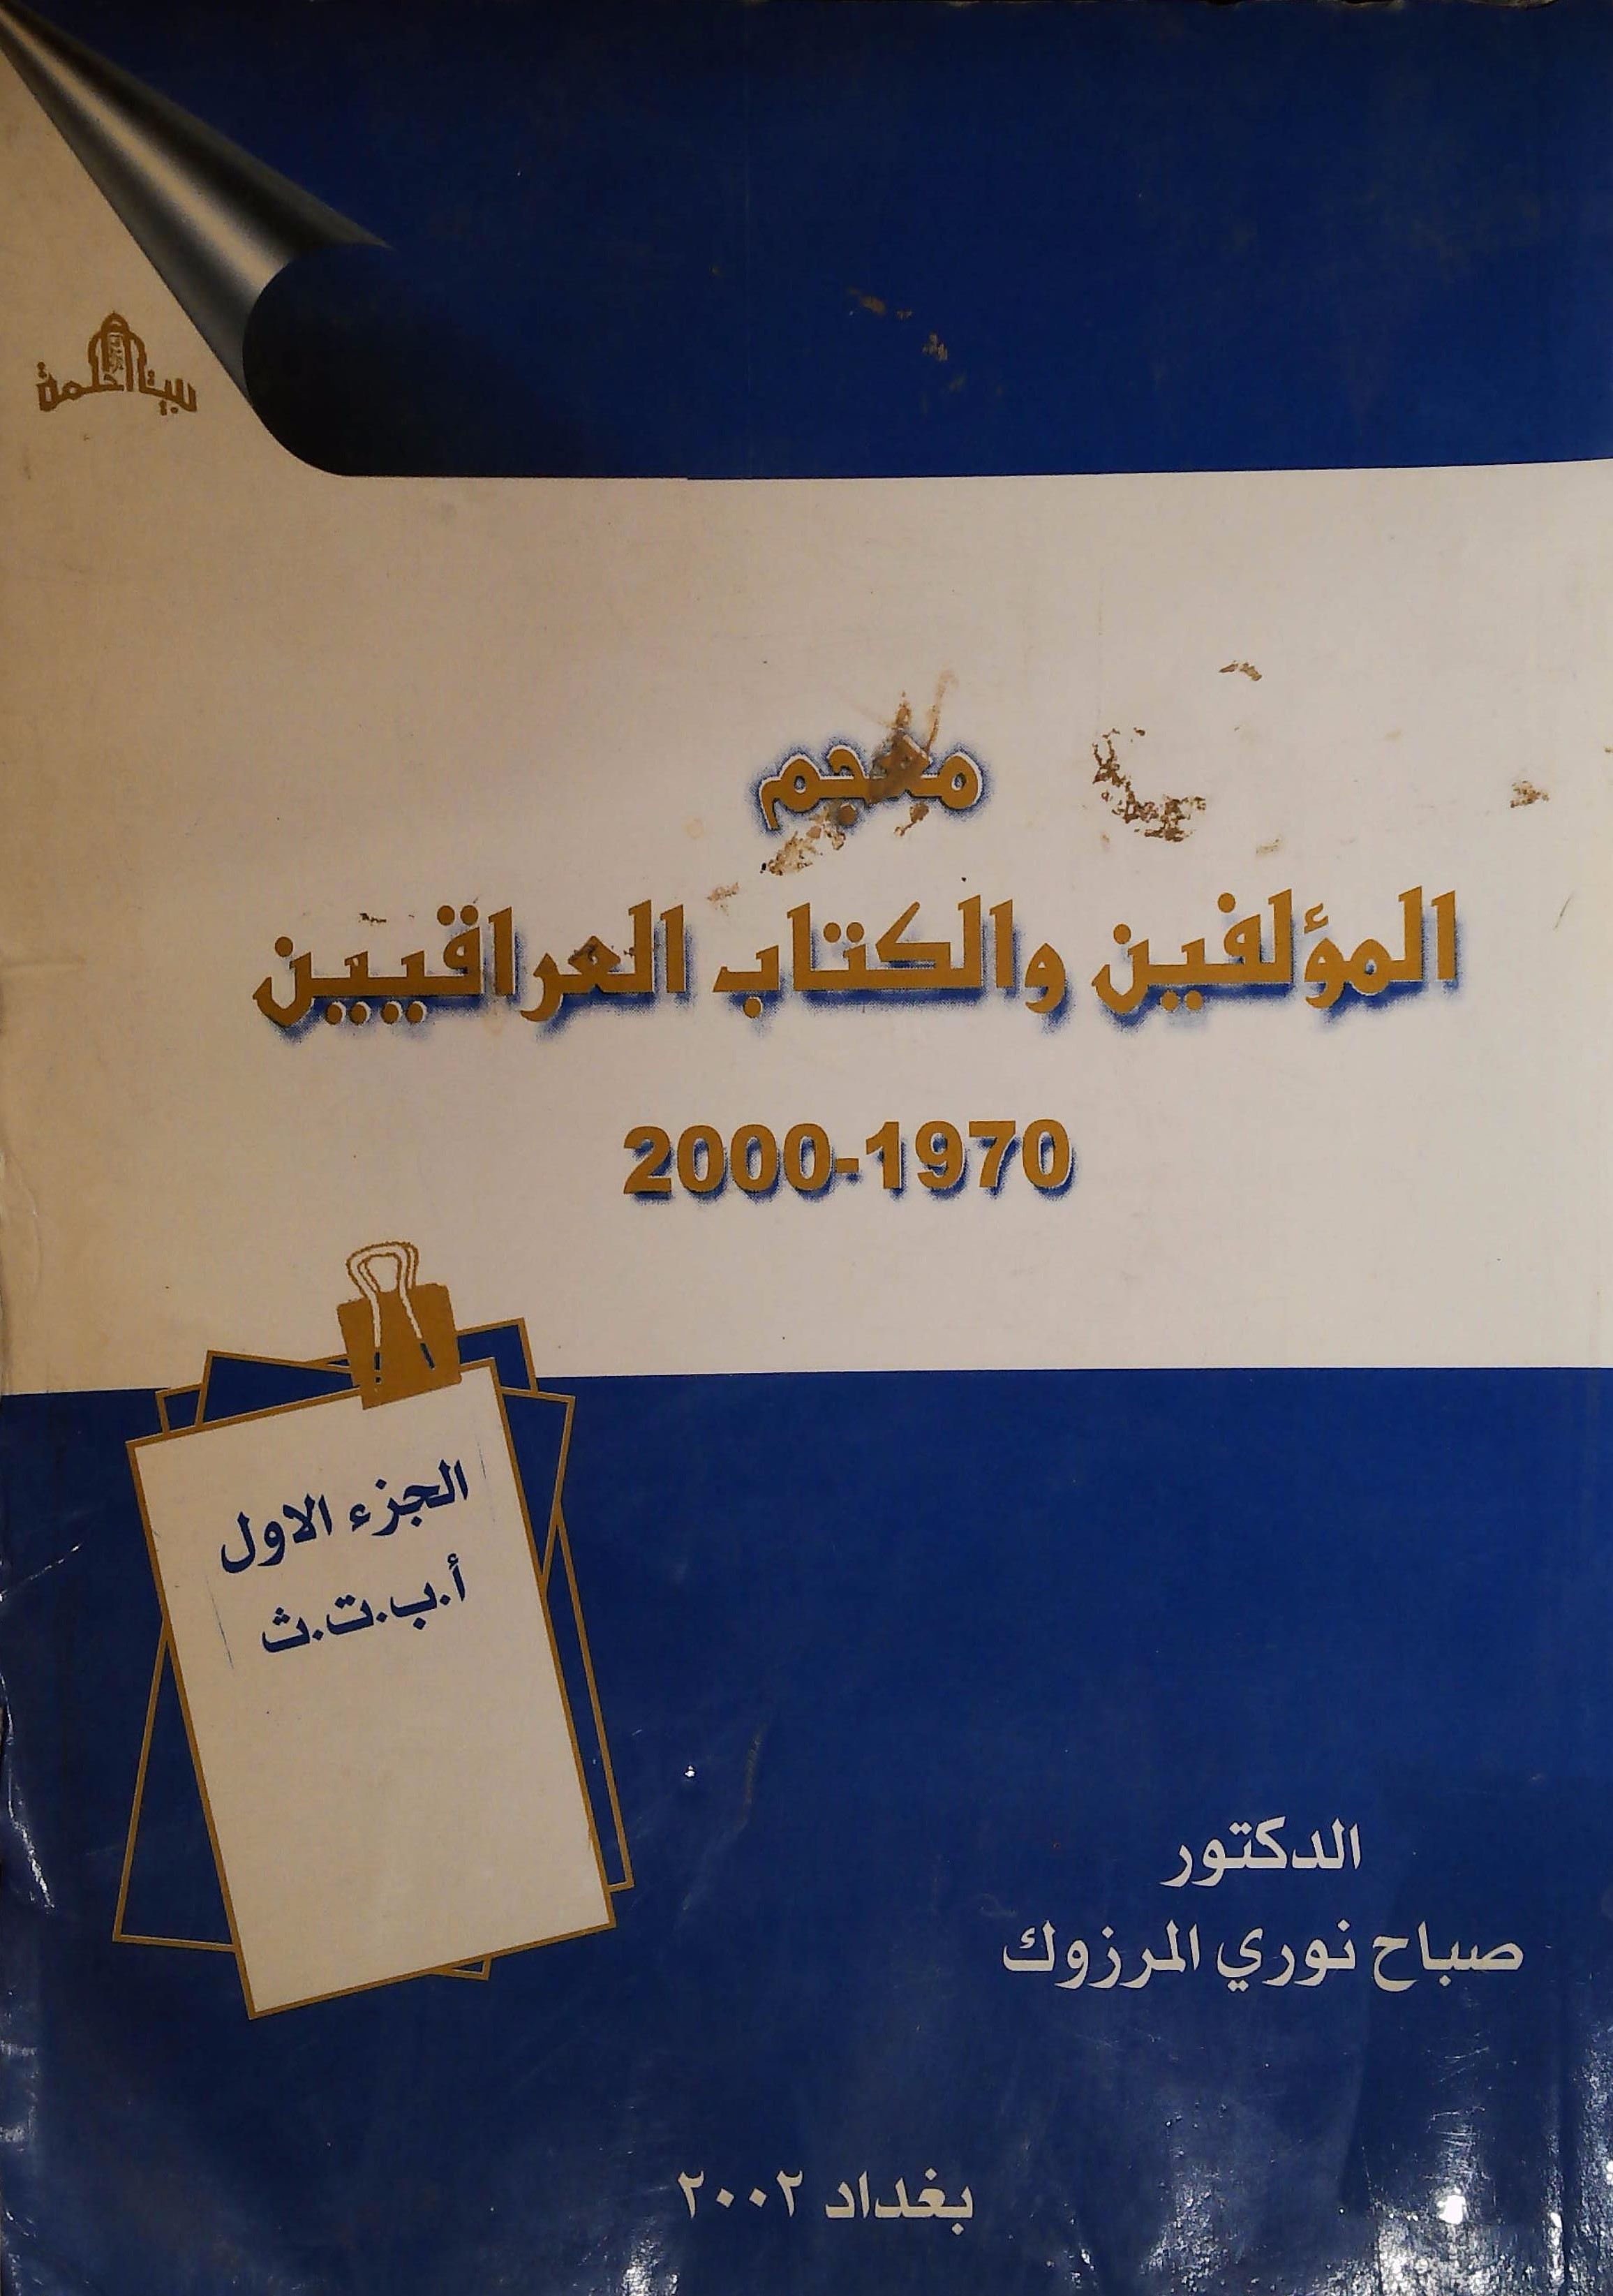 بيت الحكمة
معجم
المؤلفين والكتاب العراقيين
2000-1970
الجزء الاول
أ.ب.ت.ث
الدكتور
صباح نوري المرزوك
بغداد ٢٠٠٢